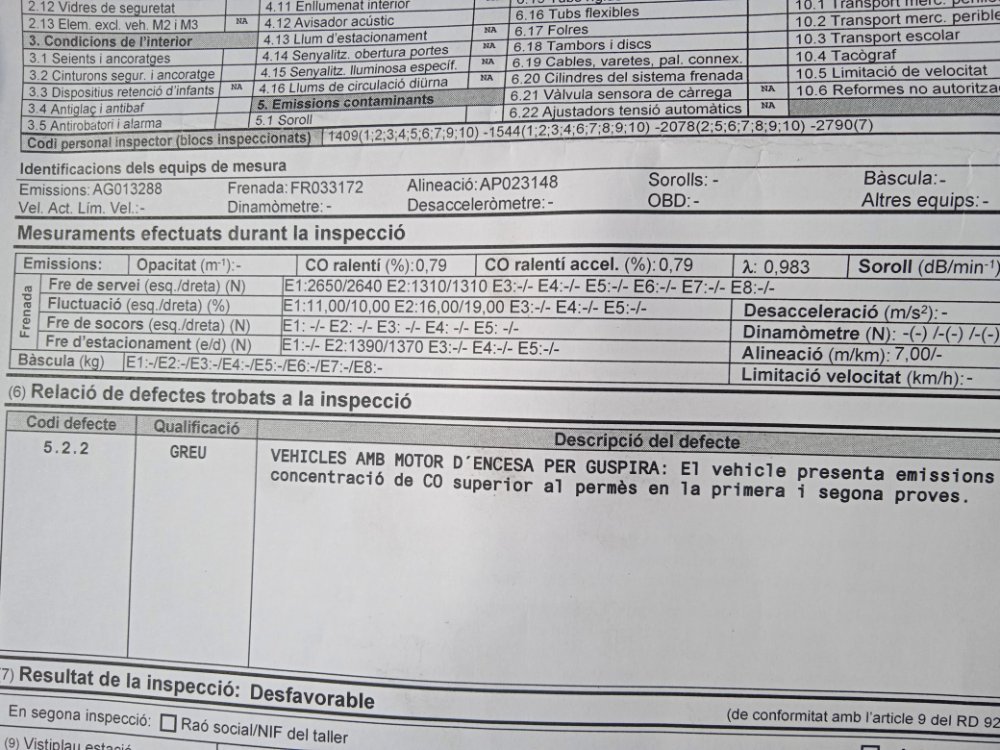 2.12 Vidres de seguretat
2.13 Elem. excl. veh. M2 i M3 NA
3. Condicions de l'interior
3.1 Seients i ancoratges
3.2 Cinturons segur. i ancoratge
3.3 Dispositius retenció d'infants NA
3.4 Antiglaç i antibaf
3.5 Antirobatori i alarma
4.11 Enllumenat interior
4.12 Avisador acústic
4.13 Llum d'estacionament
4.14 Senyalitz. obertura portes NA
4.15 Senyalitz. lluminosa específ. NA
4.16 Llums de circulació diürna NA
5. Emissions contaminants
5.1 Soroll
6.16 Tubs flexibles
6.17 Folres
6.18 Tambors i discs
6.19 Cables, varetes, pal. connex.
6.20 Cilindres del sistema frenada
6.21 Vàlvula sensora de càrrega NA
6.22 Ajustadors tensió automàtics NA
10.1 Transport merc.
10.2 Transport merc.
10.3 Transport escolar
10.4 Tacògraf
10.5 Limitació de velocitat
10.6 Reformes no
Codi personal inspector (blocs inspeccionats) 1409(1;2;3;4;5;6;7;9;10) -1544(1;2;3;4;6;7;8;9;10) -2078(2;5;6;7;8;9;10) -2790(7)
Identificacions dels equips de mesura
Emissions: AG013288 Frenada: FR033172 Alineació: AP023148 Sorolls: - Bàscula:-
Vel. Act. Lím. Vel.:- Dinamòmetre:- Desacceleròmetre:- OBD:- Altres equips:-
Mesuraments efectuats durant la inspecció
Emissions: Opacitat (m-1):- CO ralentí (%):0,79 CO ralentí accel. (%): 0,79 λ: 0,983 Soroll (dB/min-1)
Frenada
Fre de servei (esq./dreta) (N) E1:2650/2640 E2:1310/1310 E3:-/- E4:-/- E5:-/- E6:-/- E7:-/- E8:-/-
Fluctuació (esq./dreta) (%) E1:11,00/10,00 E2:16,00/19,00 E3:-/- E4:-/- E5:-/-
Fre de socors (esq./dreta) (N) E1: -/- E2: -/- E3: -/- E4: -/- E5: -/-
Fre d'estacionament (e/d) (N) E1:-/- E2:1390/1370 E3:-/- E4:-/- E5:-/-
Bàscula (kg) E1:-/E2:-/E3:-/E4:-/E5:-/E6:-/E7:-/E8:-
Desacceleració (m/s²): -
Dinamòmetre (N): -(-) /-(-) /-(-)
Alineació (m/km): 7,00/-
Limitació velocitat (km/h): -
(6) Relació de defectes trobats a la inspecció
Codi defecte Qualificació Descripció del defecte
5.2.2 GREU VEHICLES AMB MOTOR D´ENCESA PER GUSPIRA: El vehicle presenta emissions
concentració de CO superior al permès en la primera i segona proves.
(7) Resultat de la inspecció: Desfavorable
(de conformitat amb l'article 9 del RD 92
En segona inspecció: Raó social/NIF del taller
(9) Vistiplau estació